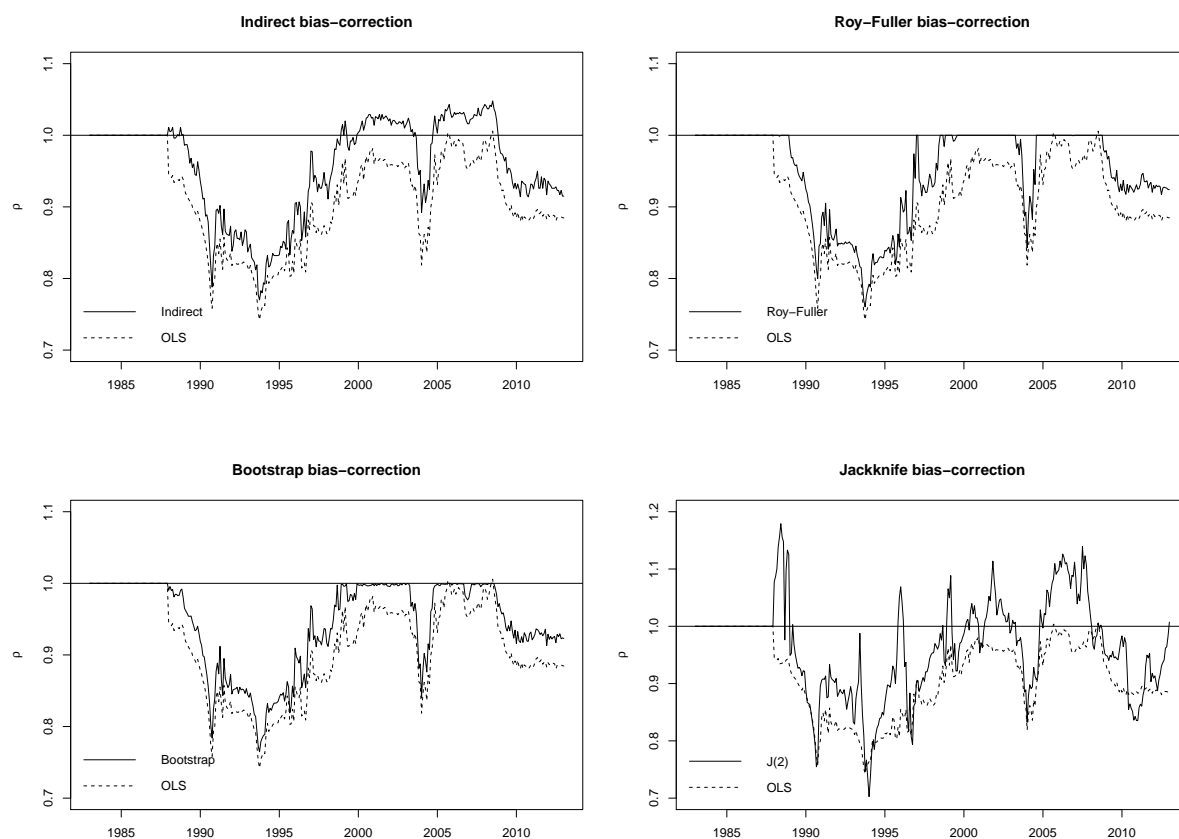 Indirect bias−correction
ρ
1.1
1.0
0.9
0.8
0.7
Indirect
OLS
1985 1990 1995 2000 2005 2010
Roy−Fuller bias−correction
ρ
1.1
1.0
0.9
0.8
0.7
Roy−Fuller
OLS
1985 1990 1995 2000 2005 2010
Bootstrap bias−correction
ρ
1.1
1.0
0.9
0.8
0.7
Bootstrap
OLS
1985 1990 1995 2000 2005 2010
Jackknife bias−correction
ρ
1.2
1.1
1.0
0.9
0.8
0.7
J(2)
OLS
1985 1990 1995 2000 2005 2010